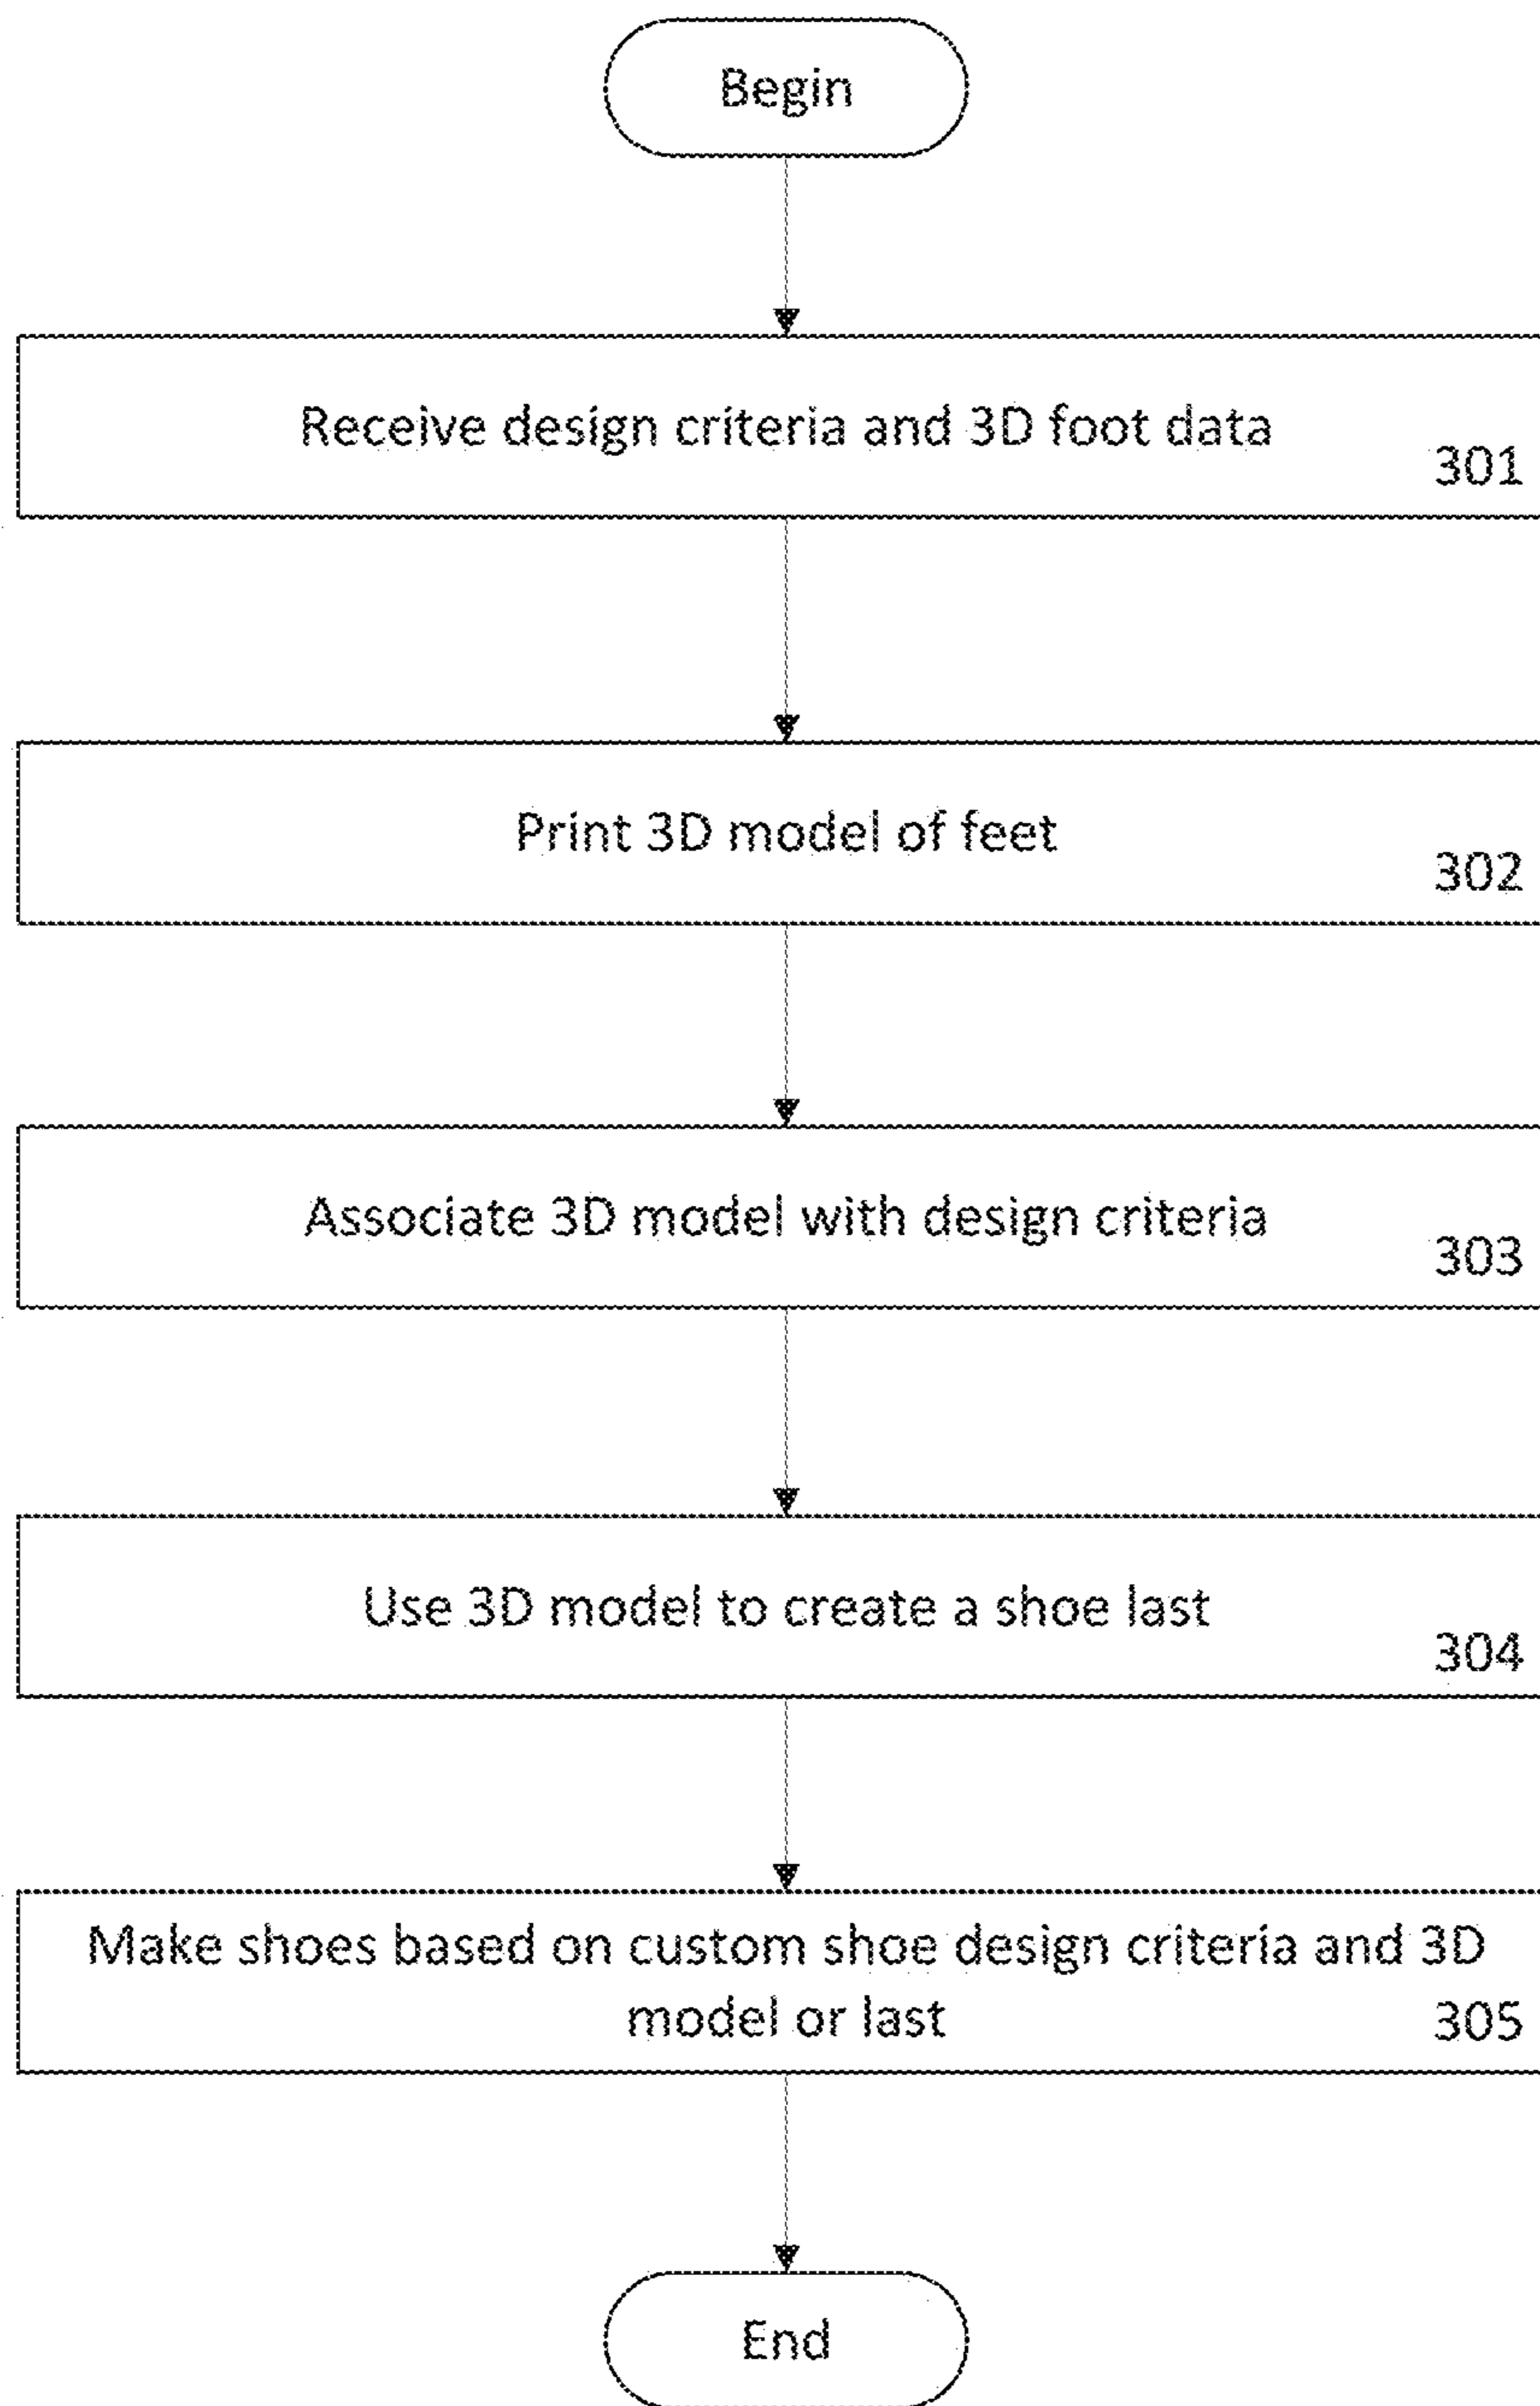 Begin
Receive design criteria and 3D foot data
301
Print 3D model of feet
302
Associate 3D model with design criteria
303
Use 3D model to create a shoe last
304
Make shoes based on custom shoe design criteria and 3D
model or last
305
End